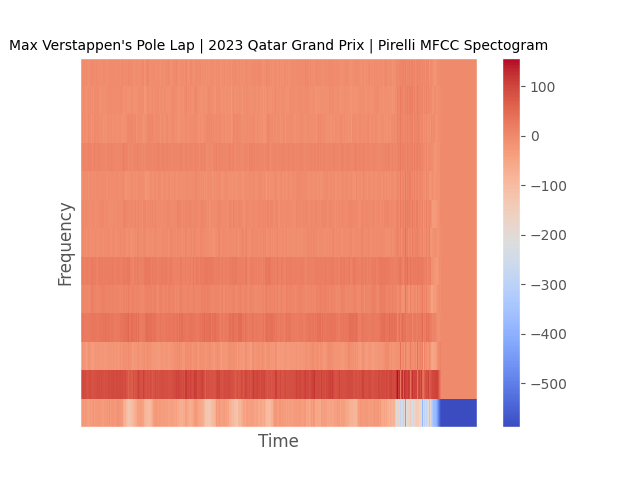 Max Verstappen's Pole Lap | 2023 Qatar Grand Prix | Pirelli MFCC Spectogram
Frequency
Time
100
0
−100
−200
−300
−400
−500